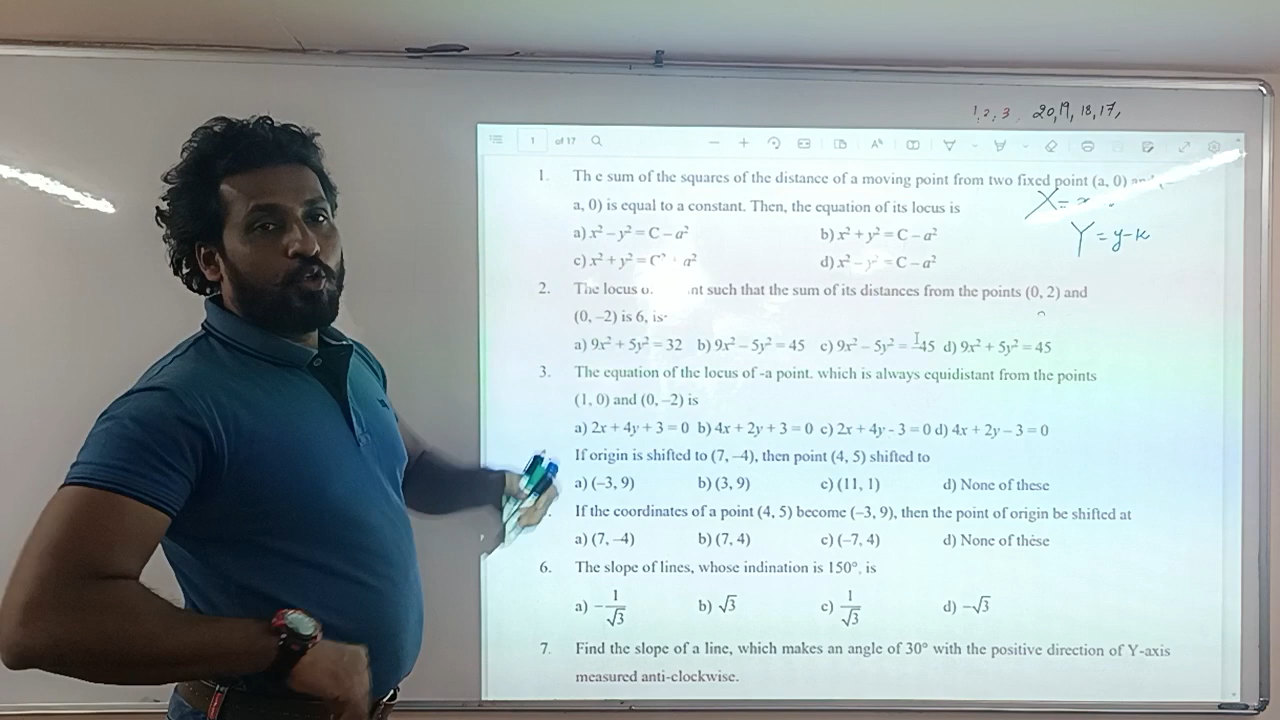 1, 2, 3, 20, 19, 18, 17,
1 of 17
1. Th e sum of the squares of the distance of a moving point from two fixed point (a, 0)
a, 0) is equal to a constant. Then, the equation of its locus is
X =
a) x² – y² = C – a² b) x² + y² = C – a²
Y = y-k
c) x² + y² = a² d) x² – y² = C – a²
2. The locus nt such that the sum of its distances from the points (0, 2) and
(0, –2) is 6, is
a) 9x² + 5y² = 32 b) 9x² – 5y² = 45 c) 9x² – 5y² = 45 d) 9x² + 5y² = 45
3. The equation of the locus of -a point. which is always equidistant from the points
(1, 0) and (0, –2) is
a) 2x + 4y + 3 = 0 b) 4x + 2y + 3 = 0 c) 2x + 4y - 3 = 0 d) 4x + 2y – 3 = 0
If origin is shifted to (7, –4), then point (4, 5) shifted to
a) (–3, 9) b) (3, 9) c) (11, 1) d) None of these
If the coordinates of a point (4, 5) become (–3, 9), then the point of origin be shifted at
a) (7, –4) b) (7, 4) c) (–7, 4) d) None of these
6. The slope of lines, whose indination is 150°, is
a) –1/√3 b) √3 c) 1/√3 d) –√3
7. Find the slope of a line, which makes an angle of 30° with the positive direction of Y-axis
measured anti-clockwise.